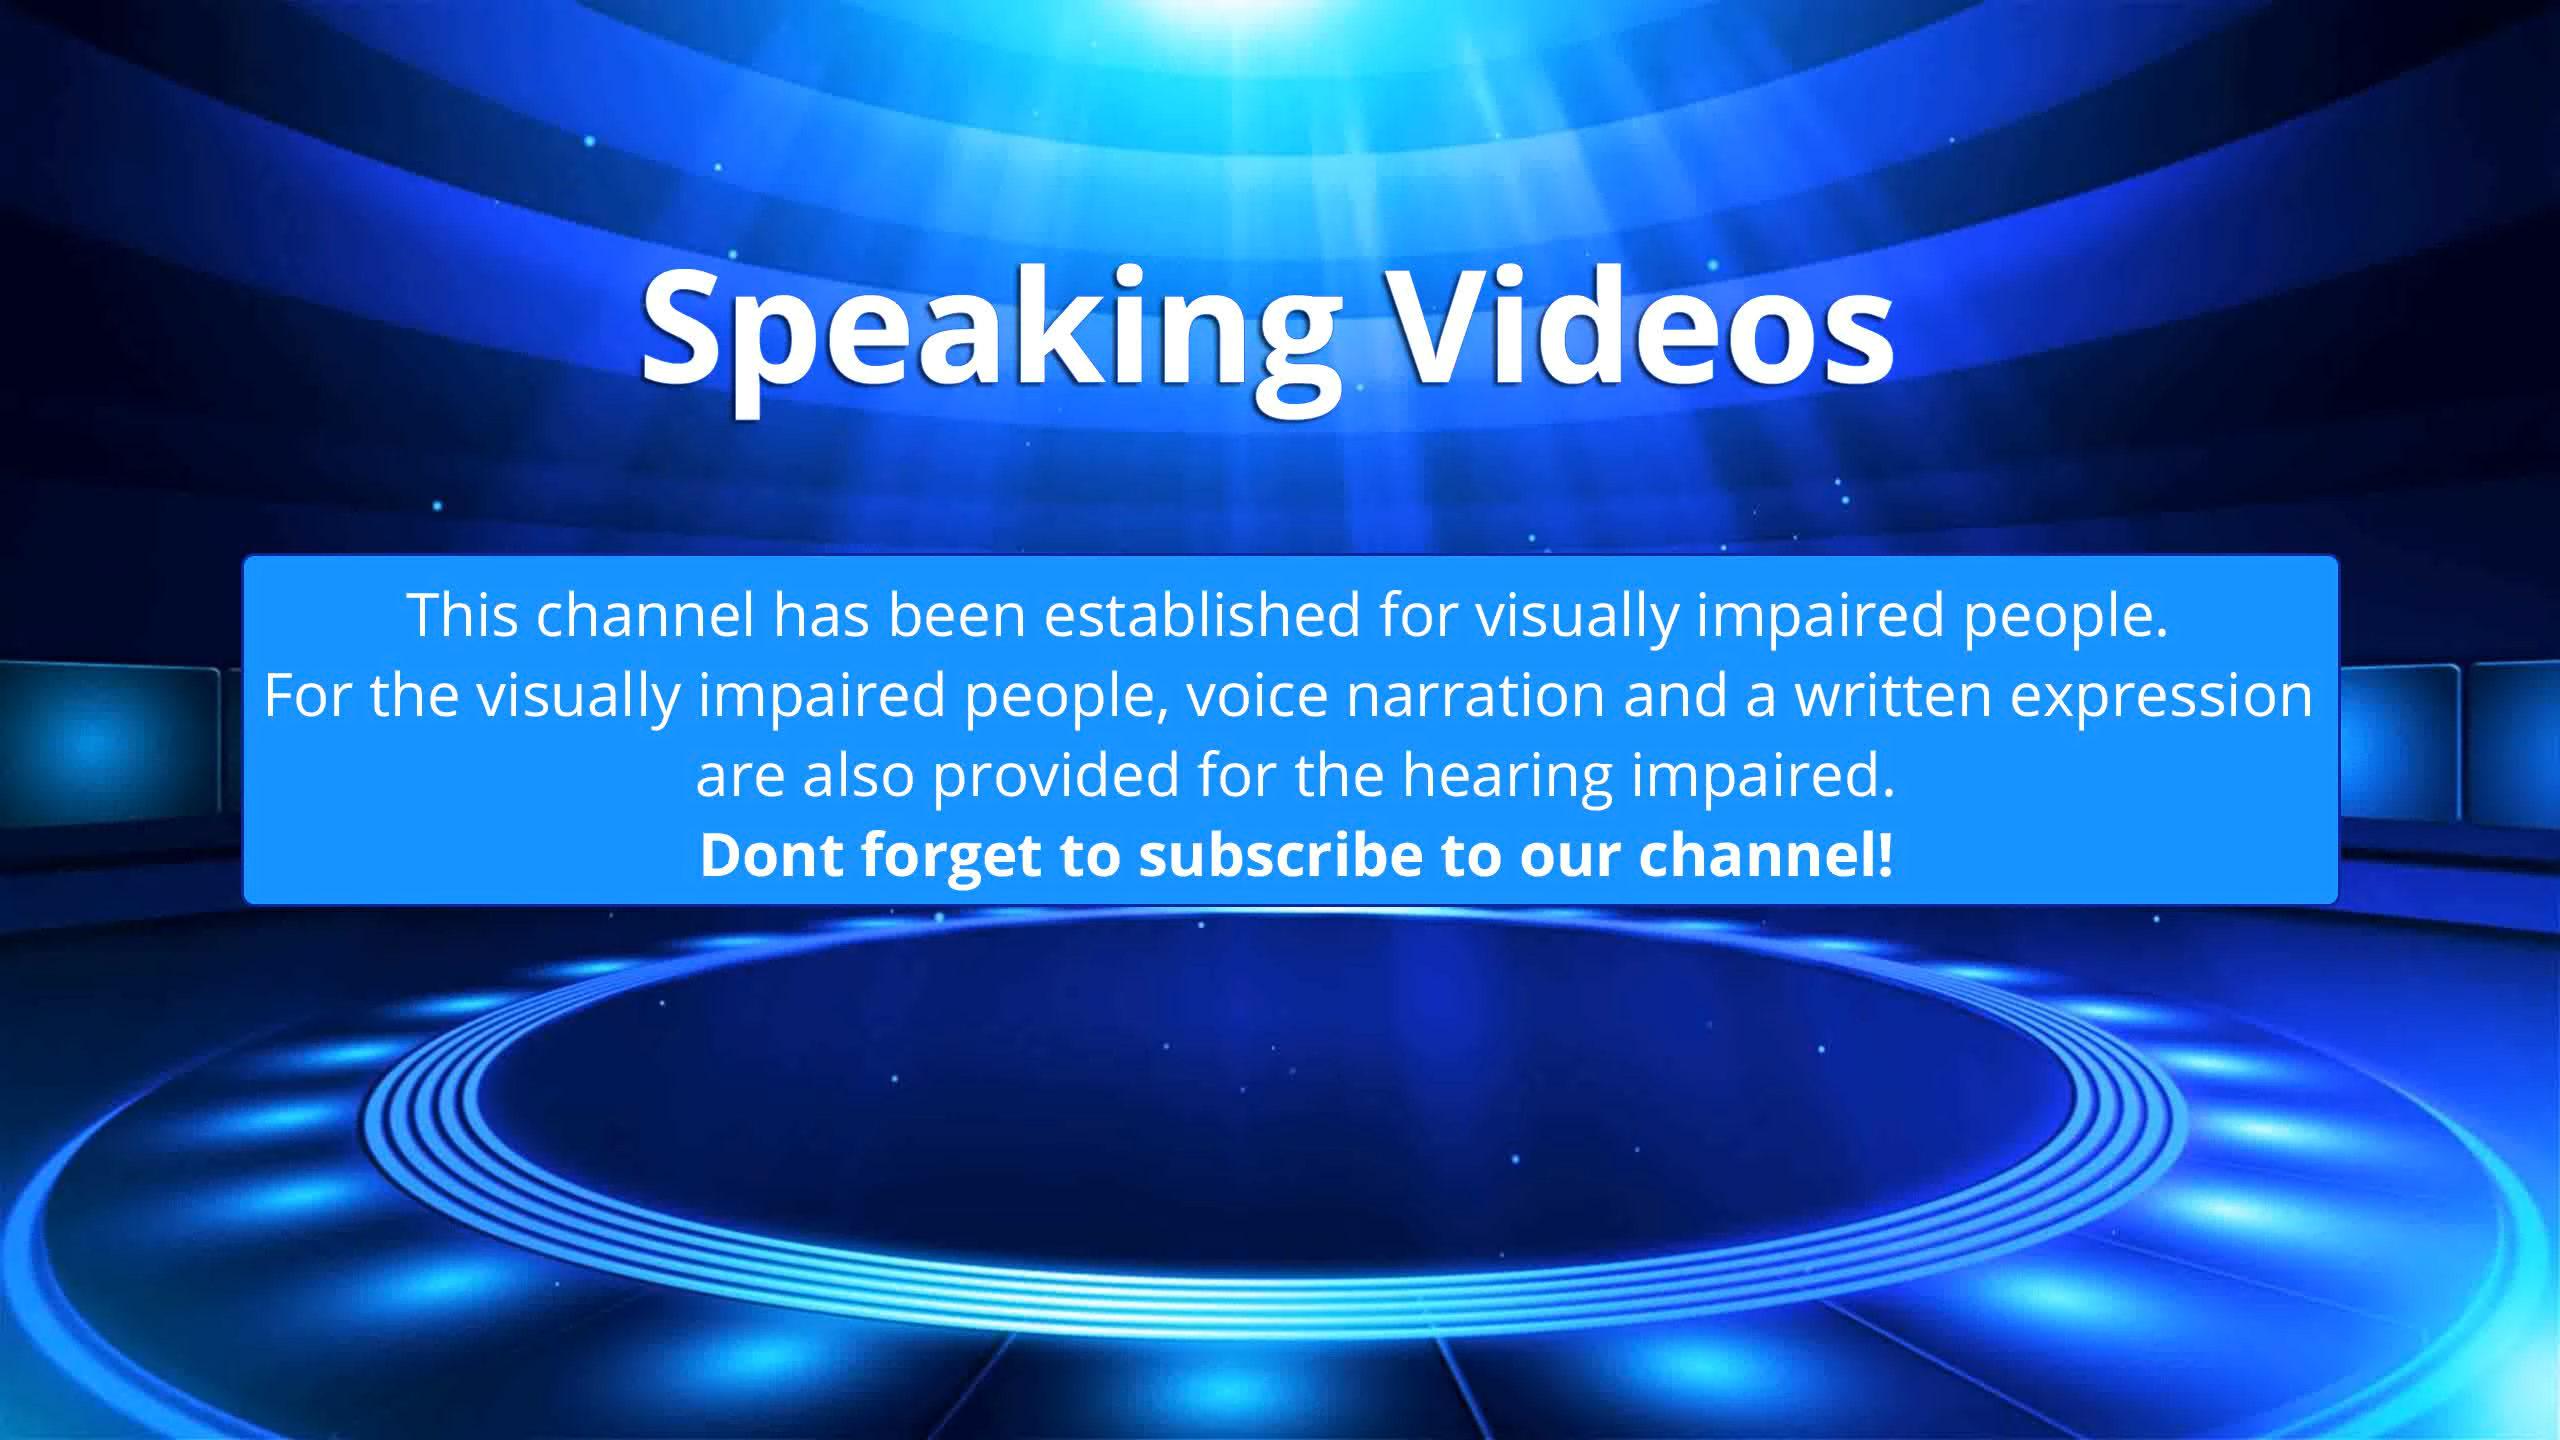 Speaking Videos
This channel has been established for visually impaired people.
For the visually impaired people, voice narration and a written expression
are also provided for the hearing impaired.
Dont forget to subscribe to our channel!